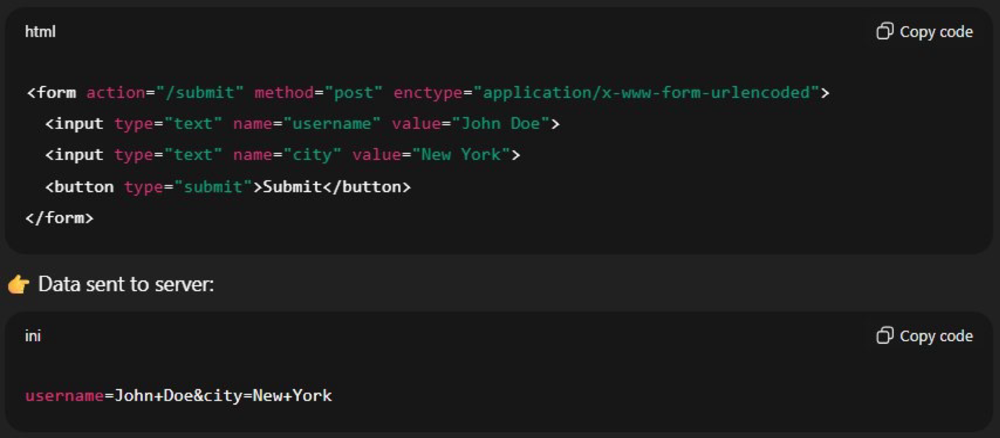 html
Copy code
<form action="/submit" method="post" enctype="application/x-www-form-urlencoded">
<input type="text" name="username" value="John Doe">
<input type="text" name="city" value="New York">
<button type="submit">Submit</button>
</form>
👉 Data sent to server:
ini
Copy code
username=John+Doe&city=New+York